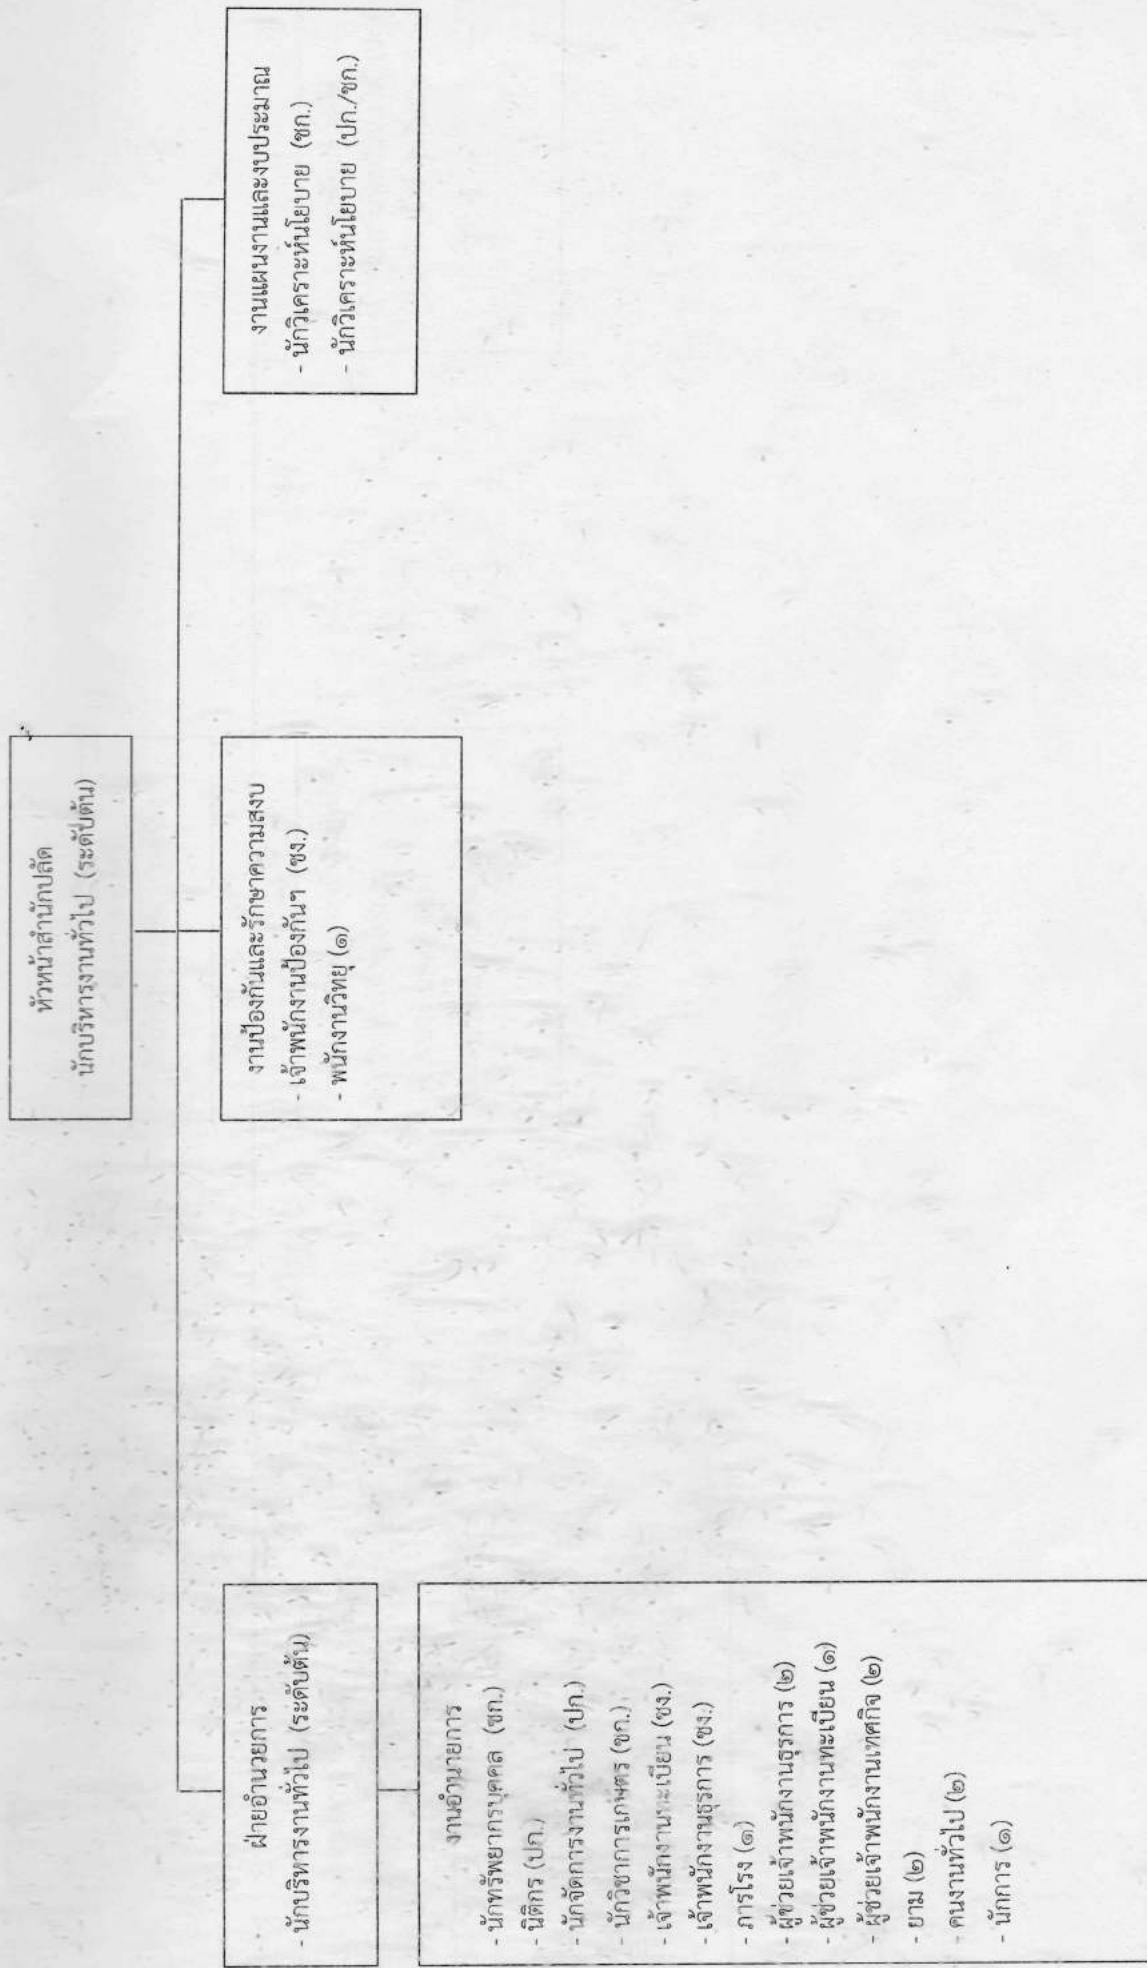 หัวหน้าสำนักปลัด
นักบริหารงานทั่วไป (ระดับต้น)
ฝ่ายอำนวยการ
- นักบริหารงานทั่วไป (ระดับต้น)
งานอำนายการ
- นักทรัพยากรบุคคล (ชก.)
- นิติกร (ปก.)
- นักจัดการงานทั่วไป (ปก.)
- นักวิชาการเกษตร (ชก.)
- เจ้าพนักงานทะเบียน (ชง.)
- เจ้าพนักงานธุรการ (ชง.)
- ภารโรง (๑)
- ผู้ช่วยเจ้าพนักงานธุรการ (๒)
- ผู้ช่วยเจ้าพนักงานทะเบียน (๑)
- ผู้ช่วยเจ้าพนักงานเทศกิจ (๒)
- ยาม (๒)
- คนงานทั่วไป (๒)
- นักการ (๑)
งานป้องกันและรักษาความสงบ
- เจ้าพนักงานป้องกันฯ (ชง.)
- พนักงานวิทยุ (๑)
งานแผนงานและงบประมาณ
- นักวิเคราะห์นโยบาย (ชก.)
- นักวิเคราะห์นโยบาย (ปก./ชก.)